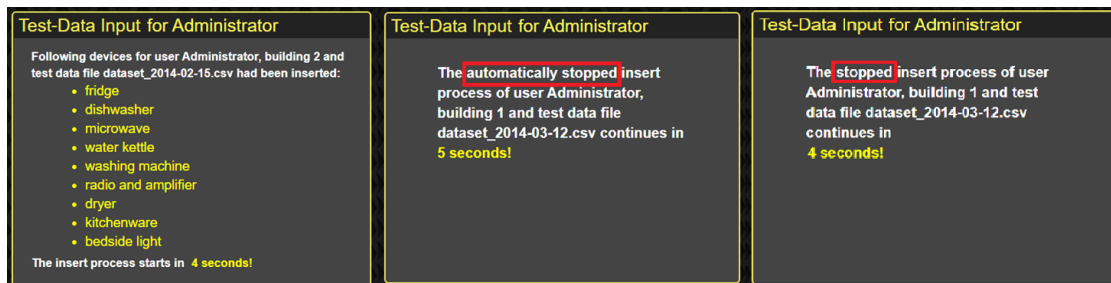 Test-Data Input for Administrator
Following devices for user Administrator, building 2 and
test data file dataset_2014-02-15.csv had been inserted:
• fridge
• dishwasher
• microwave
• water kettle
• washing machine
• radio and amplifier
• dryer
• kitchenware
• bedside light
The insert process starts in 4 seconds!
Test-Data Input for Administrator
The automatically stopped insert
process of user Administrator,
building 1 and test data file
dataset_2014-03-12.csv continues in
5 seconds!
Test-Data Input for Administrator
The stopped insert process of user
Administrator, building 1 and test
data file dataset_2014-03-12.csv
continues in
4 seconds!